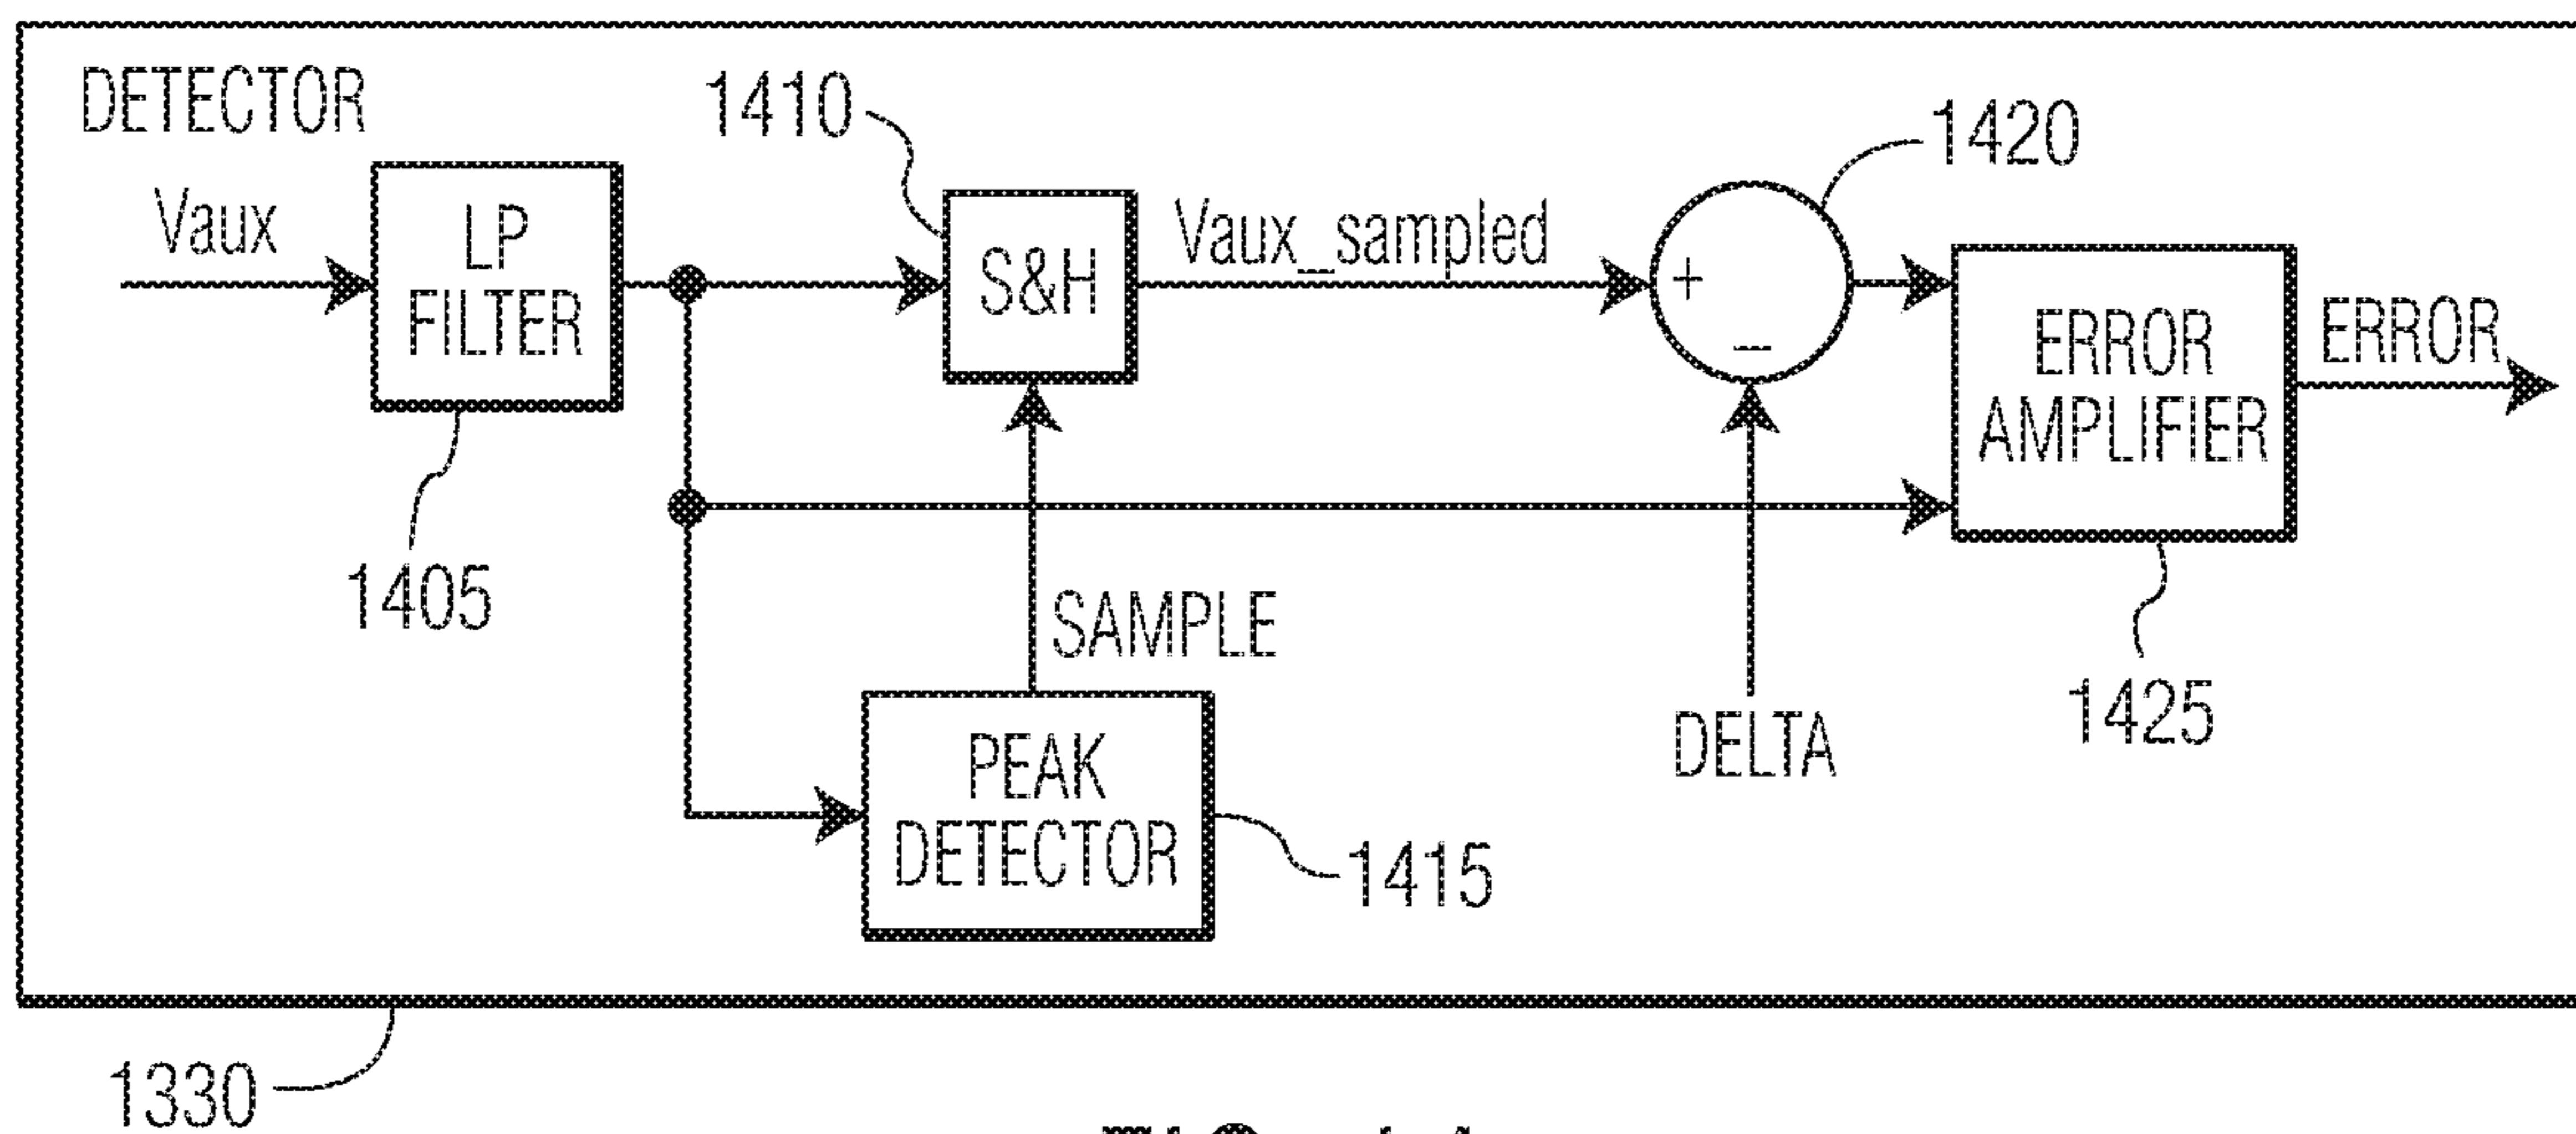 DETECTOR
Vaux
LP
FILTER
1405
1410
S&H
Vaux_sampled
+
−
1420
ERROR
AMPLIFIER
ERROR
1425
SAMPLE
PEAK
DETECTOR
1415
DELTA
1330